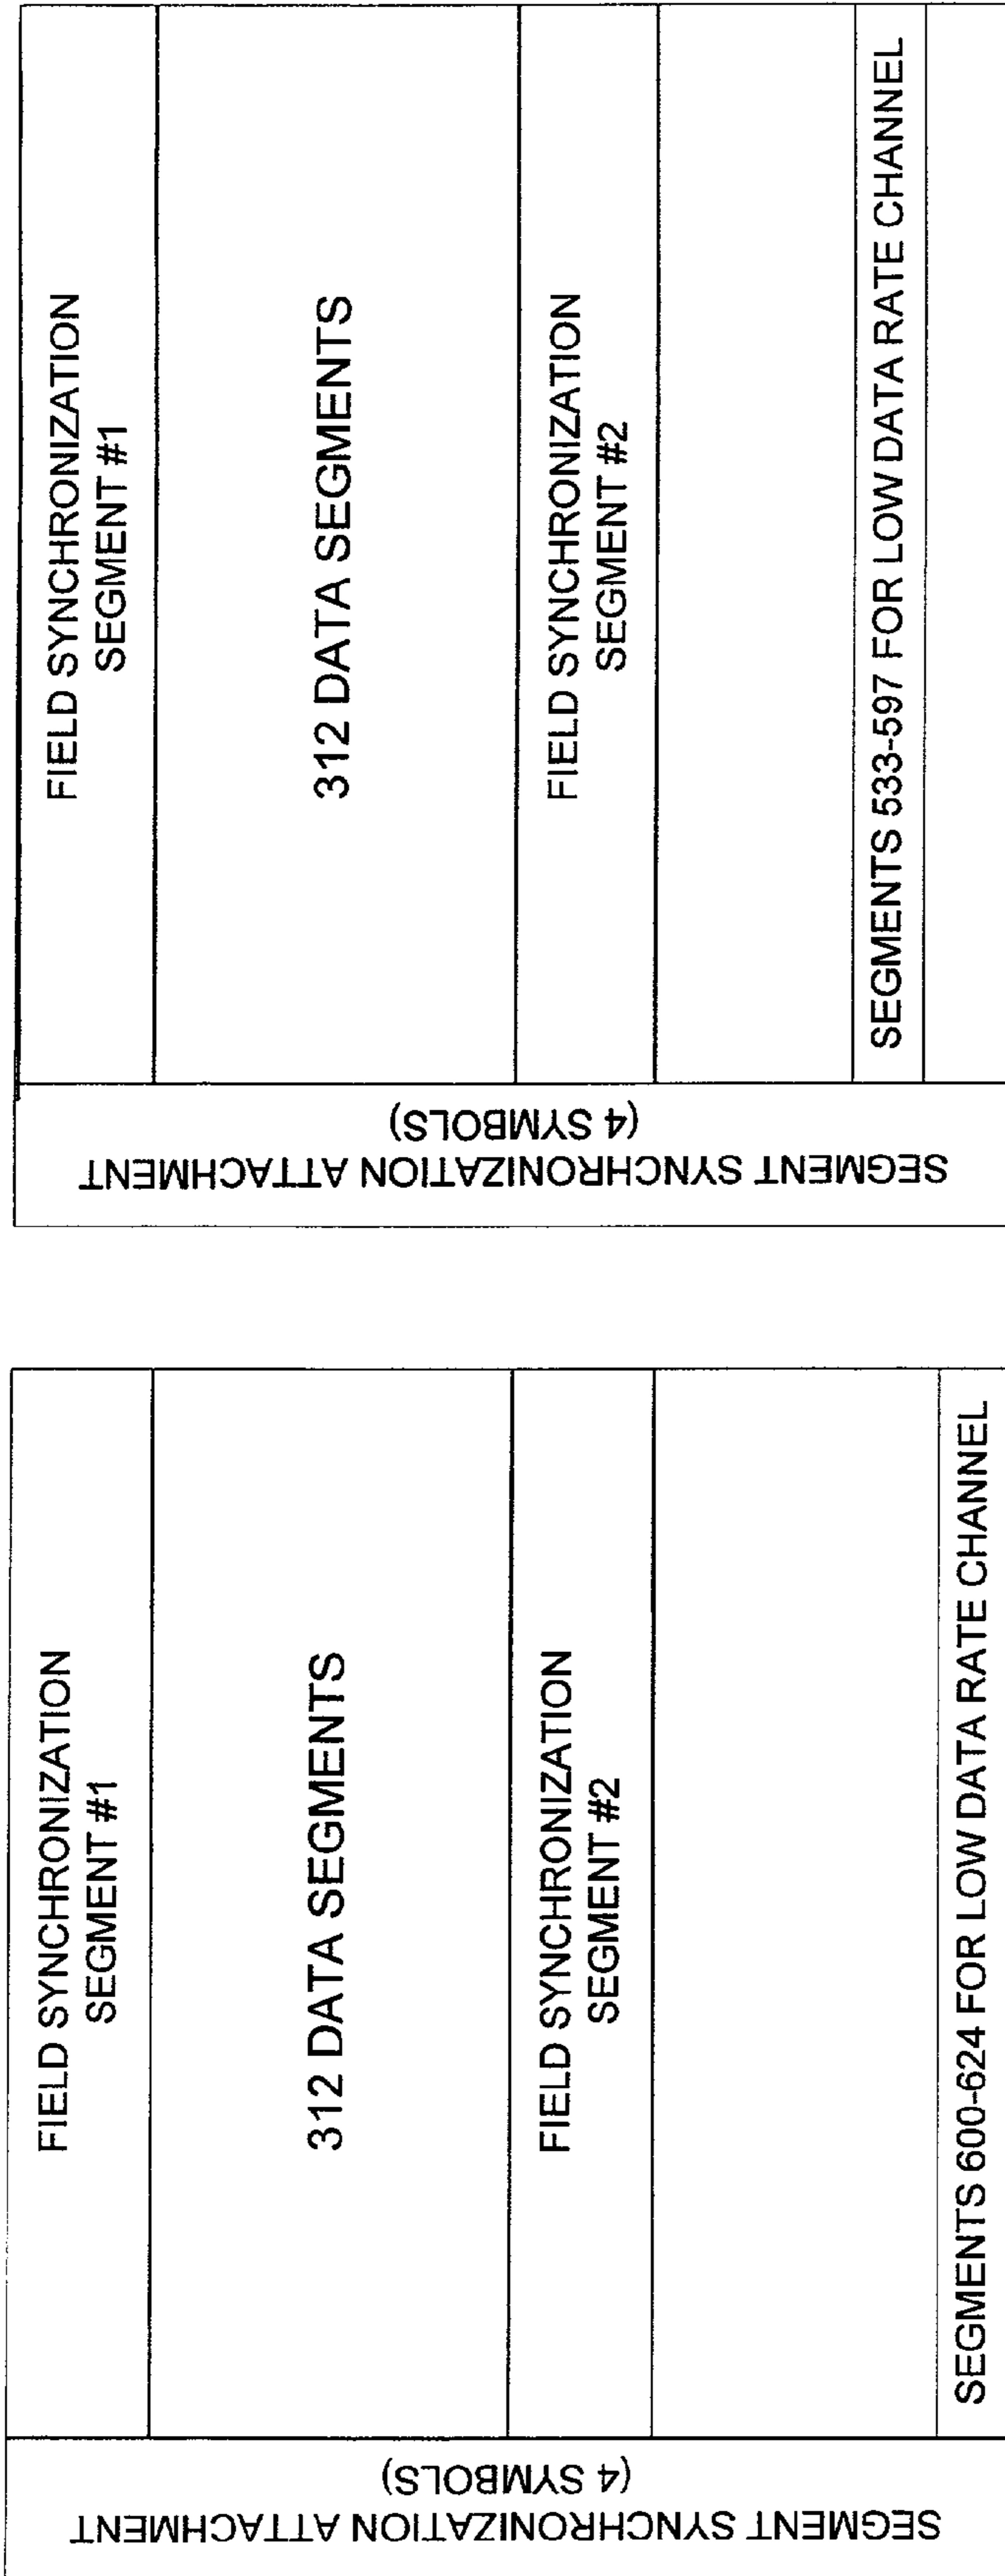 SEGMENT SYNCHRONIZATION ATTACHMENT
(4 SYMBOLS)
FIELD SYNCHRONIZATION
SEGMENT #1
312 DATA SEGMENTS
FIELD SYNCHRONIZATION
SEGMENT #2
SEGMENTS 600-624 FOR LOW DATA RATE CHANNEL
SEGMENT SYNCHRONIZATION ATTACHMENT
(4 SYMBOLS)
FIELD SYNCHRONIZATION
SEGMENT #1
312 DATA SEGMENTS
FIELD SYNCHRONIZATION
SEGMENT #2
SEGMENTS 533-597 FOR LOW DATA RATE CHANNEL